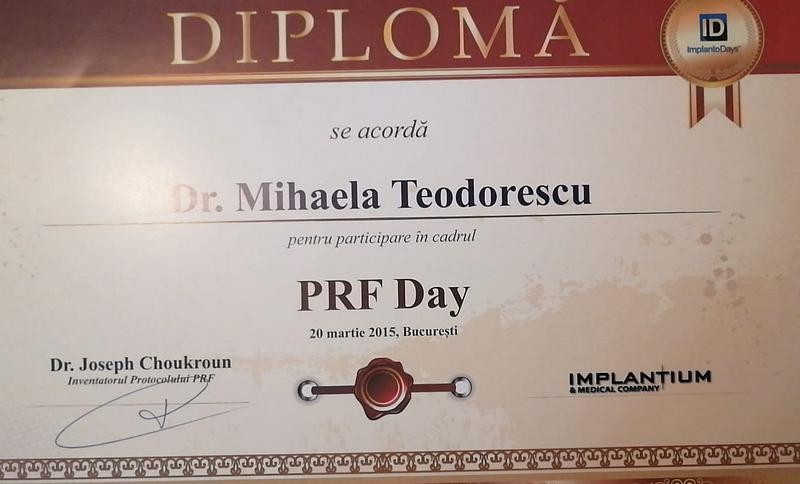 DIPLOMĂ
ID
ImplantoDays
se acordă
Dr. Mihaela Teodorescu
pentru participare în cadrul
PRF Day
20 martie 2015, București
Dr. Joseph Choukroun
Inventatorul Protocolului PRF
IMPLANTIUM
& MEDICAL COMPANY